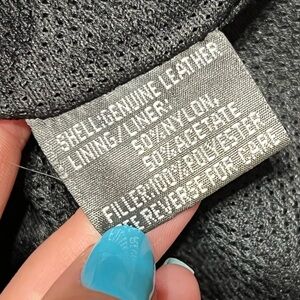 SHELL:GENUINE LEATHER
LINING/LINER:
50%NYLON,
50%ACETATE
FILLER:100%POLYESTER
SEE REVERSE FOR CARE